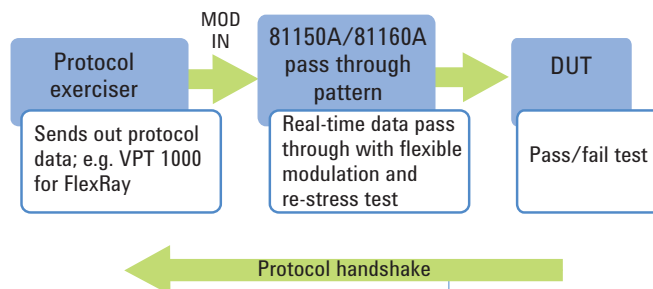 MOD
IN
Protocol
exerciser
Sends out protocol
data; e.g. VPT 1000
for FlexRay
81150A/81160A
pass through
pattern
Real-time data pass
through with flexible
modulation and
re-stress test
DUT
Pass/fail test
Protocol handshake